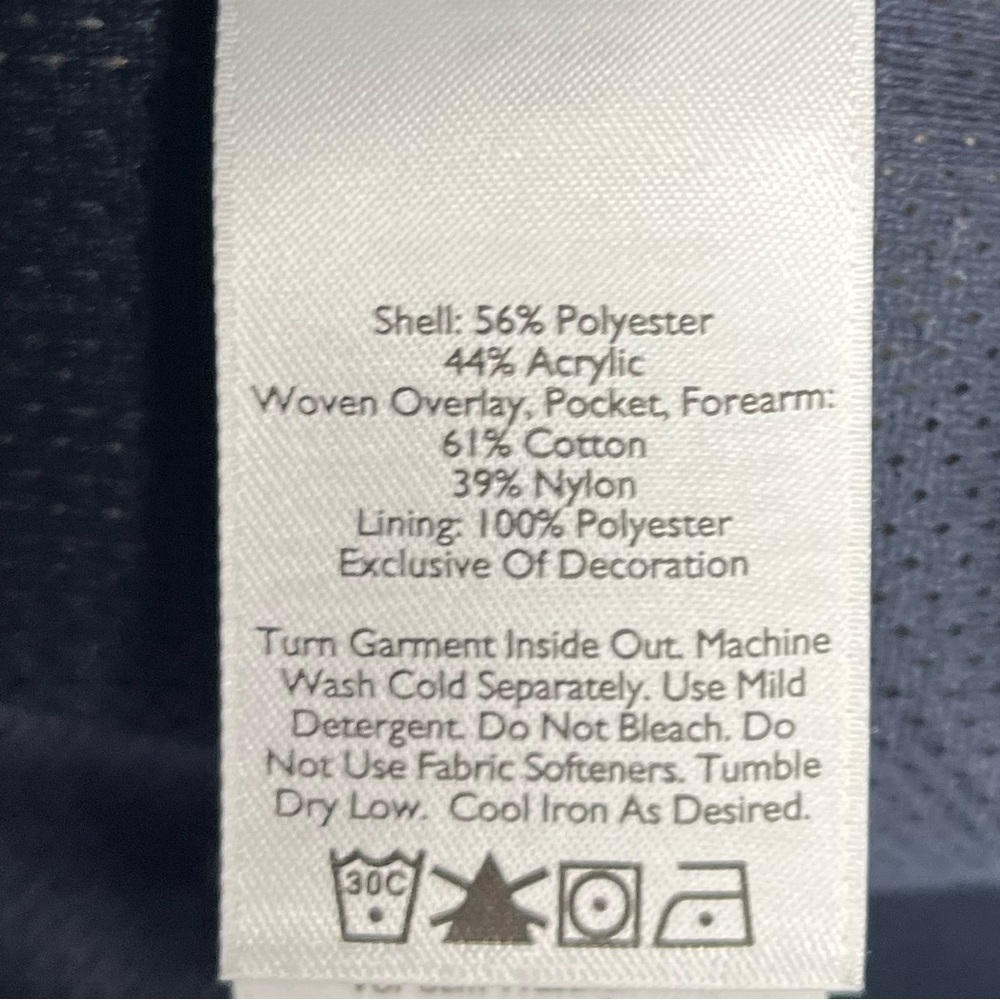 Shell: 56% Polyester
44% Acrylic
Woven Overlay, Pocket, Forearm:
61% Cotton
39% Nylon
Lining: 100% Polyester
Exclusive Of Decoration
Turn Garment Inside Out. Machine
Wash Cold Separately. Use Mild
Detergent. Do Not Bleach. Do
Not Use Fabric Softeners. Tumble
Dry Low. Cool Iron As Desired.
30C